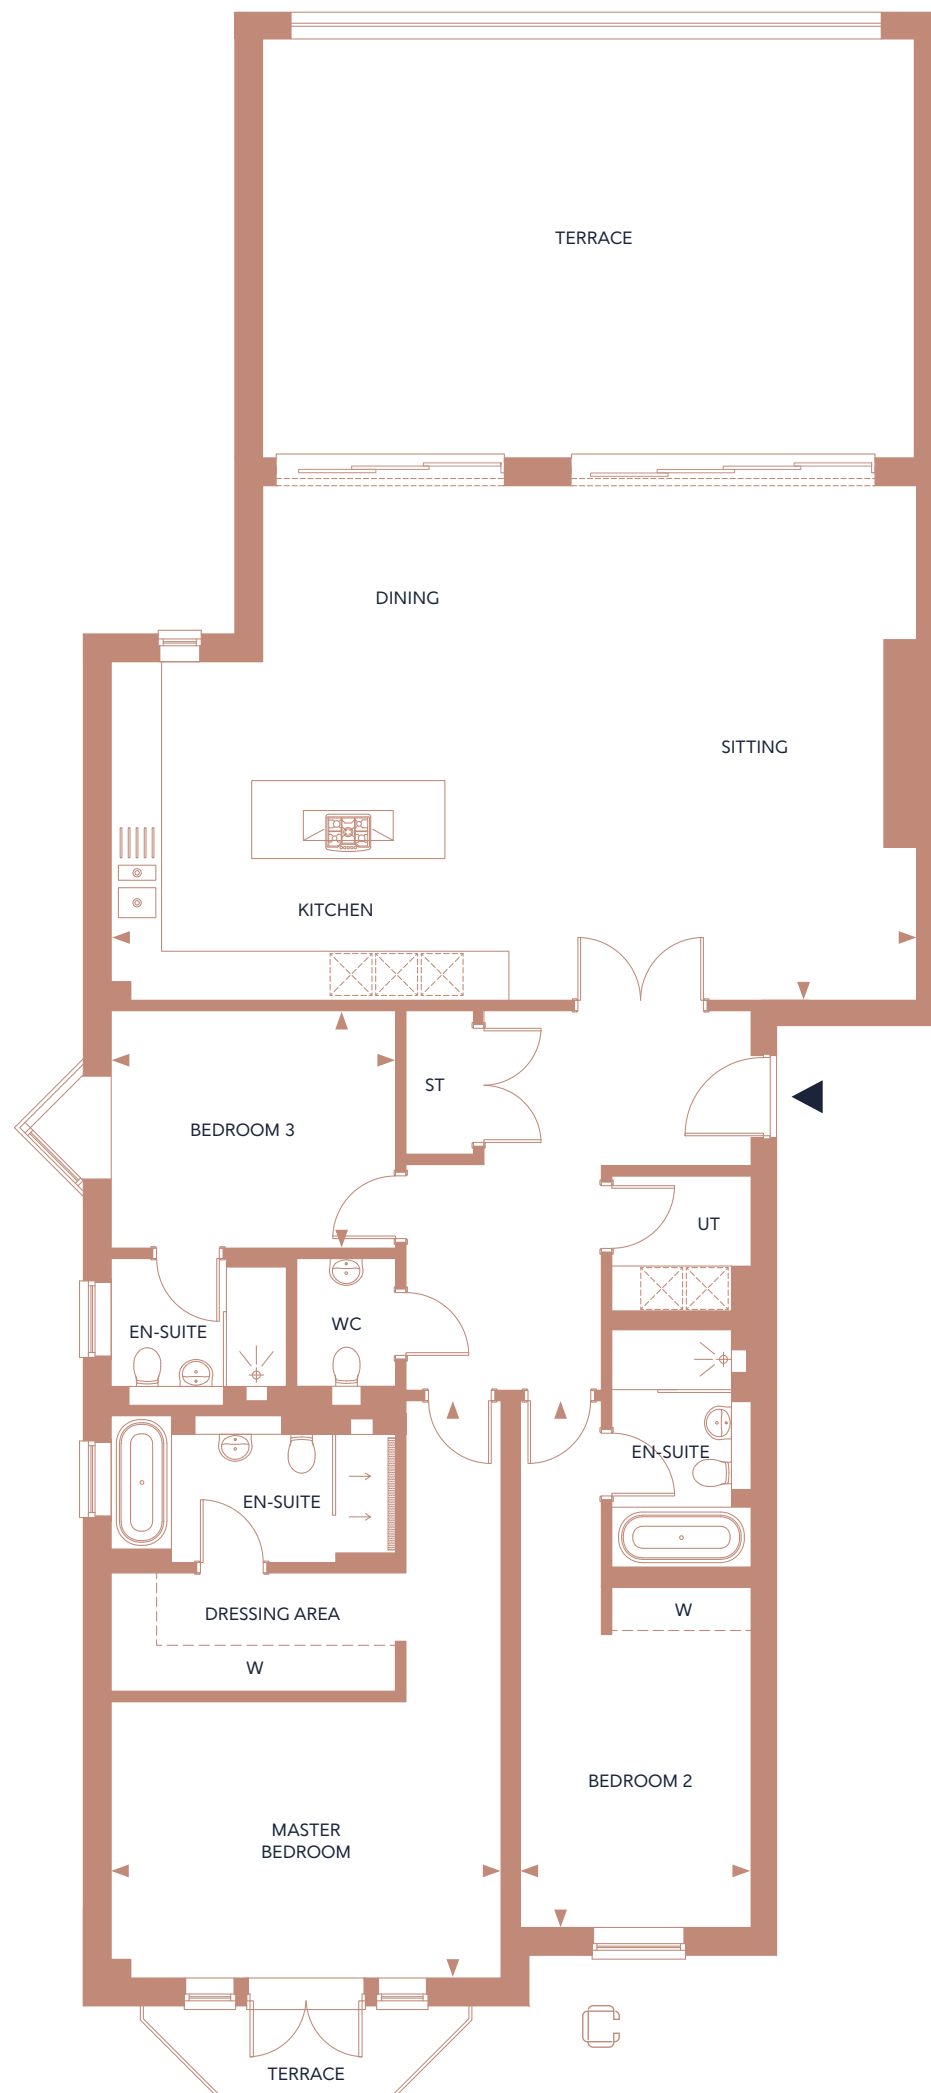 TERRACE
DINING
SITTING
KITCHEN
ST
BEDROOM 3
UT
WC
EN-SUITE
EN-SUITE
EN-SUITE
DRESSING AREA
W
W
BEDROOM 2
MASTER
BEDROOM
TERRACE